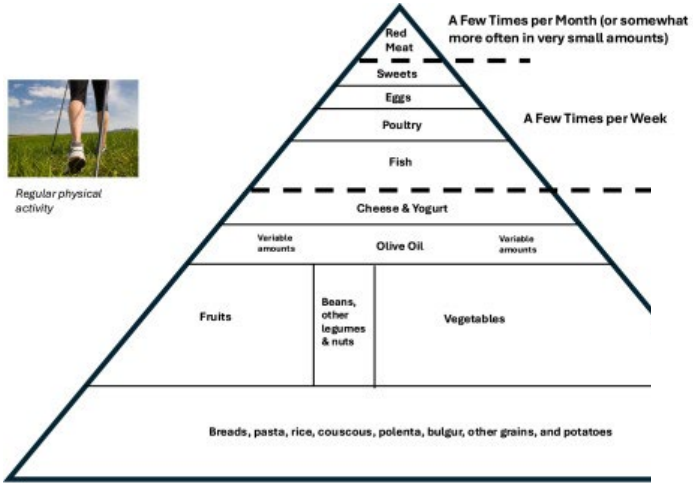 A Few Times per Month (or somewhat
more often in very small amounts)
Red
Meat
Sweets
Eggs
A Few Times per Week
Poultry
Fish
Regular physical
activity
Cheese & Yogurt
Variable
amounts
Olive Oil
Variable
amounts
Fruits
Beans,
other
legumes
& nuts
Vegetables
Breads, pasta, rice, couscous, polenta, bulgur, other grains, and potatoes